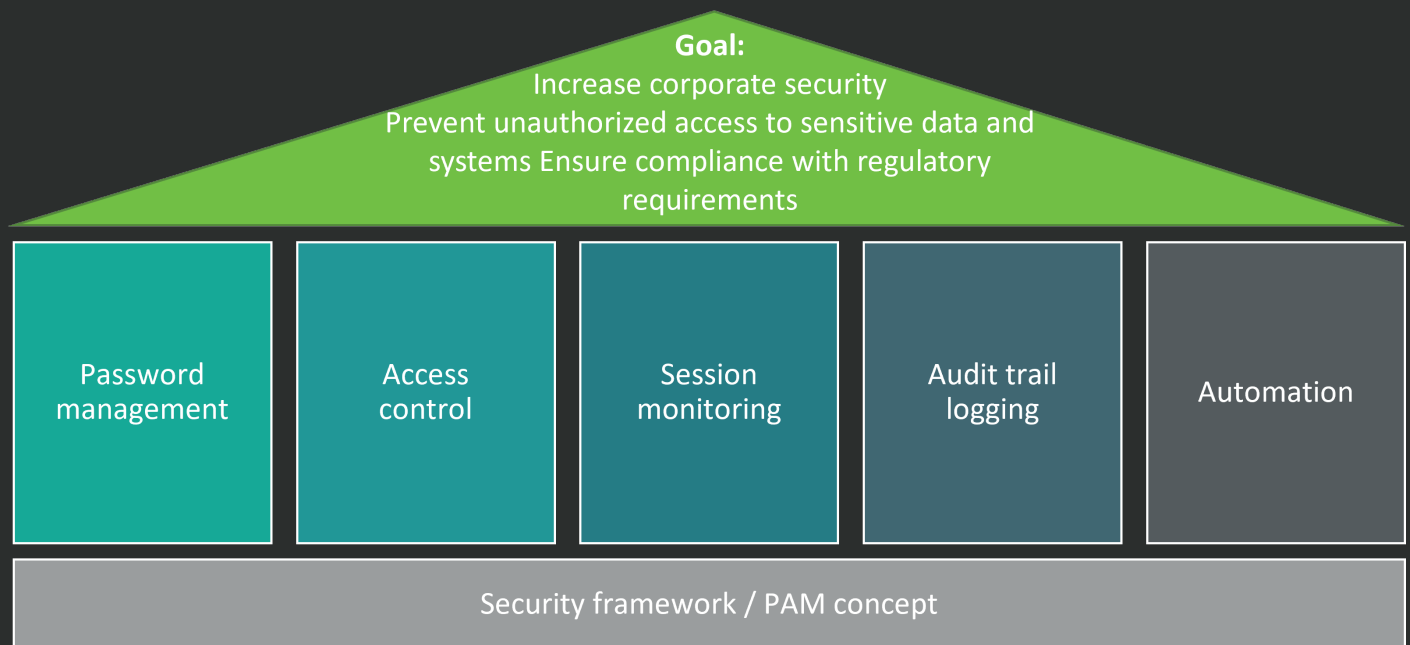 Goal:
Increase corporate security
Prevent unauthorized access to sensitive data and
systems Ensure compliance with regulatory
requirements
Password
management
Access
control
Session
monitoring
Audit trail
logging
Automation
Security framework / PAM concept